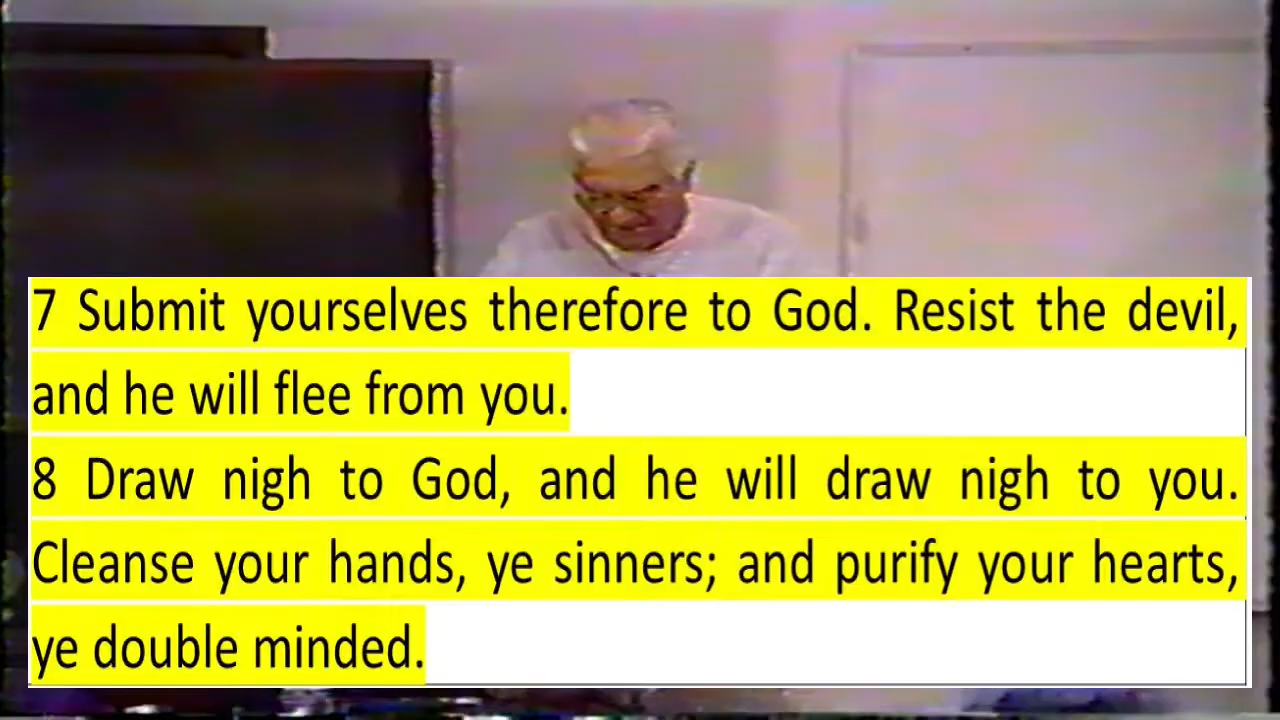 7 Submit yourselves therefore to God. Resist the devil,
and he will flee from you.
8 Draw nigh to God, and he will draw nigh to you.
Cleanse your hands, ye sinners; and purify your hearts,
ye double minded.